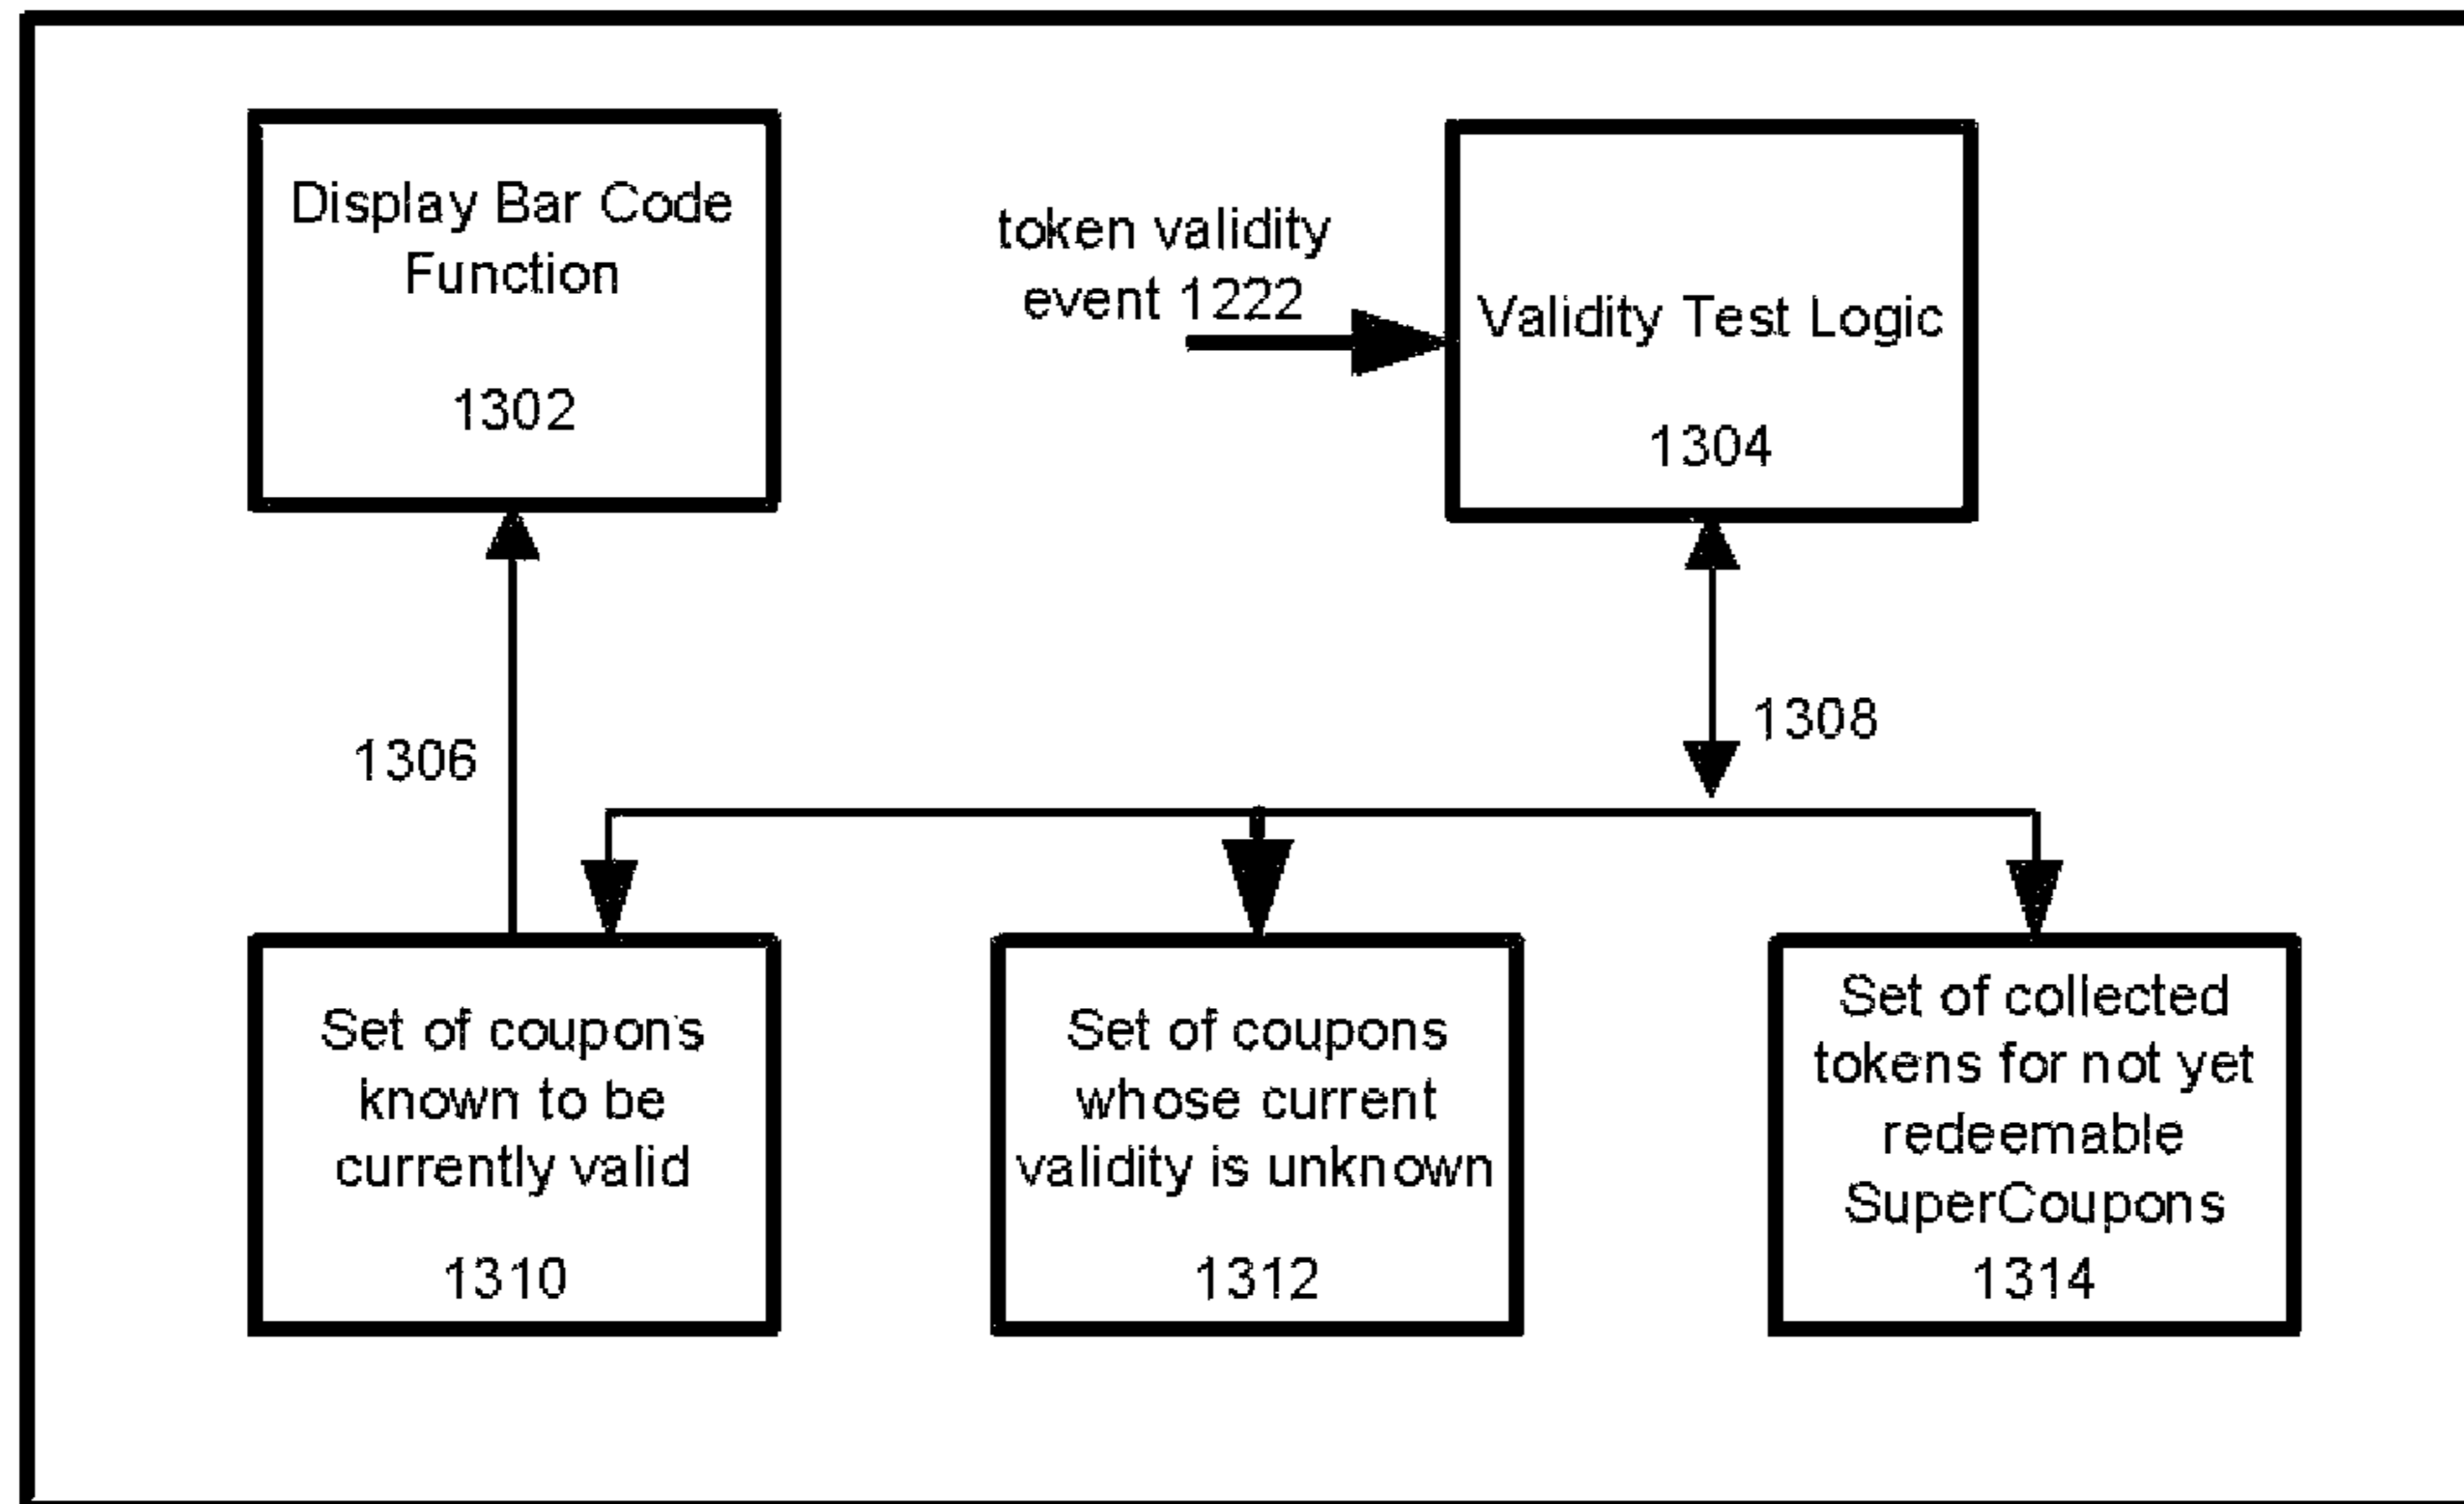 Display Bar Code
Function
1302
token validity
event 1222
Validity Test Logic
1304
1306
1308
Set of coupons
known to be
currently valid
1310
Set of coupons
whose current
validity is unknown
1312
Set of collected
tokens for not yet
redeemable
SuperCoupons
1314